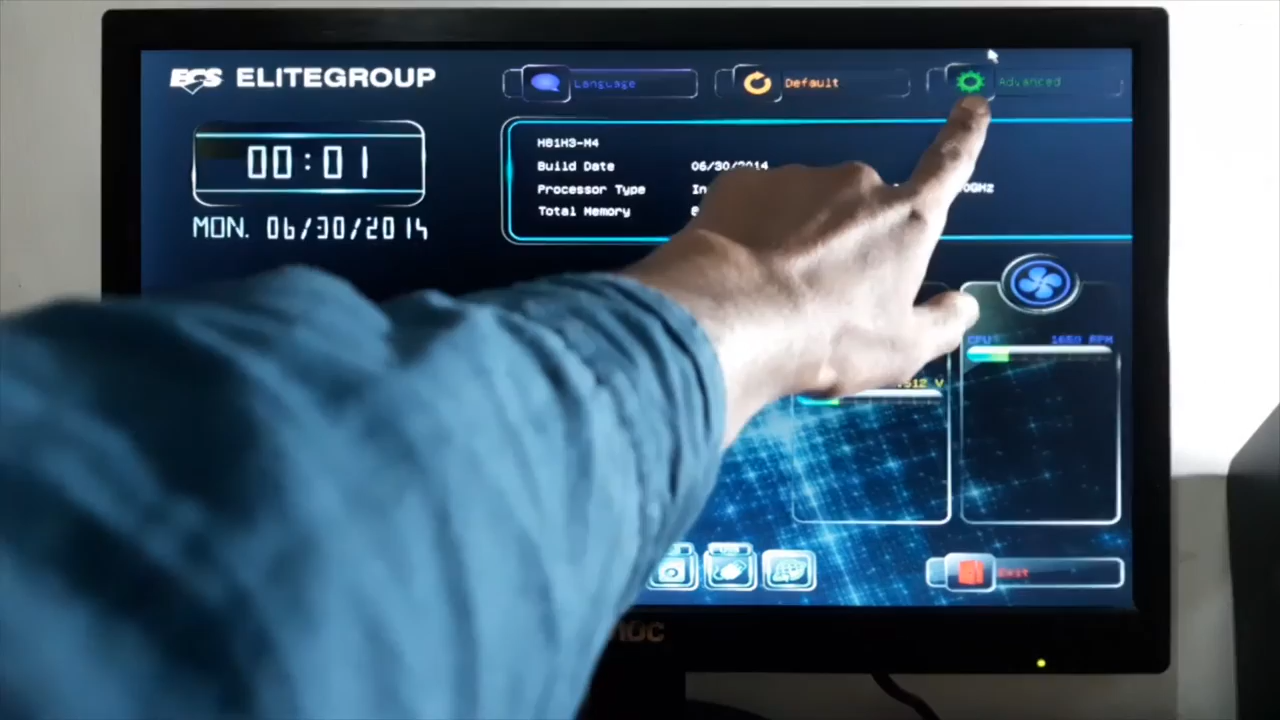 ECS ELITEGROUP
Language
Default
Advanced
00:01
MON. 06/30/2014
H81H3-M4
Build Date 06/30/2014
Processor Type
Total Memory
CPU 1650 RPM
.512 V
Exit
AOC